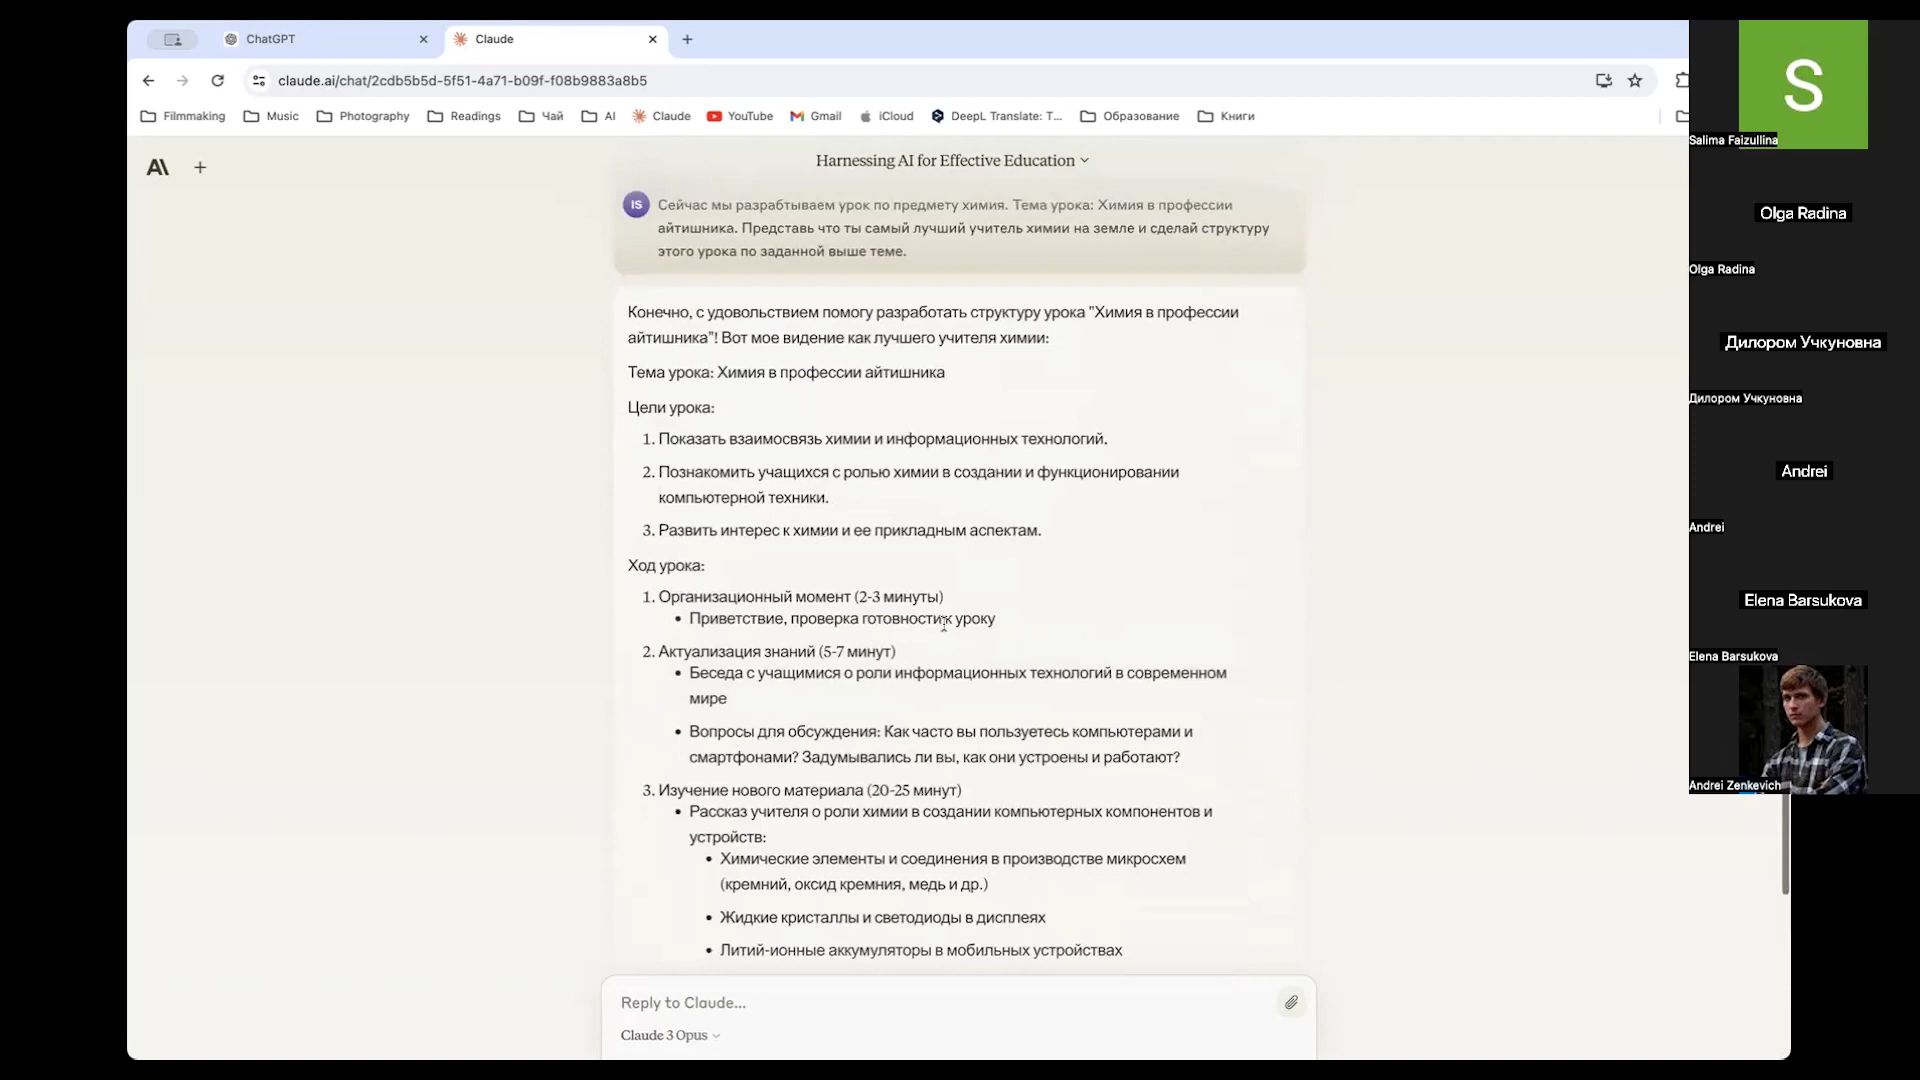 ChatGPT
Claude
claude.ai/chat/2cdb5b5d-5f51-4a71-b09f-f08b9883a8b5
Filmmaking
Music
Photography
Readings
Чай
AI
Claude
YouTube
Gmail
iCloud
DeepL Translate: T...
Образование
Книги
A\
Harnessing AI for Effective Education
IS
Сейчас мы разрабтываем урок по предмету химия. Тема урока: Химия в профессии
айтишника. Представь что ты самый лучший учитель химии на земле и сделай структуру
этого урока по заданной выше теме.
Конечно, с удовольствием помогу разработать структуру урока "Химия в профессии
айтишника"! Вот мое видение как лучшего учителя химии:
Тема урока: Химия в профессии айтишника
Цели урока:
1. Показать взаимосвязь химии и информационных технологий.
2. Познакомить учащихся с ролью химии в создании и функционировании
компьютерной техники.
3. Развить интерес к химии и ее прикладным аспектам.
Ход урока:
1. Организационный момент (2-3 минуты)
• Приветствие, проверка готовности к уроку
2. Актуализация знаний (5-7 минут)
• Беседа с учащимися о роли информационных технологий в современном
мире
• Вопросы для обсуждения: Как часто вы пользуетесь компьютерами и
смартфонами? Задумывались ли вы, как они устроены и работают?
3. Изучение нового материала (20-25 минут)
• Рассказ учителя о роли химии в создании компьютерных компонентов и
устройств:
• Химические элементы и соединения в производстве микросхем
(кремний, оксид кремния, медь и др.)
• Жидкие кристаллы и светодиоды в дисплеях
• Литий-ионные аккумуляторы в мобильных устройствах
Reply to Claude...
Claude 3 Opus
S
Salima Faizullina
Olga Radina
Olga Radina
Дилором Учкуновна
Дилором Учкуновна
Andrei
Andrei
Elena Barsukova
Elena Barsukova
Andrei Zenkevich